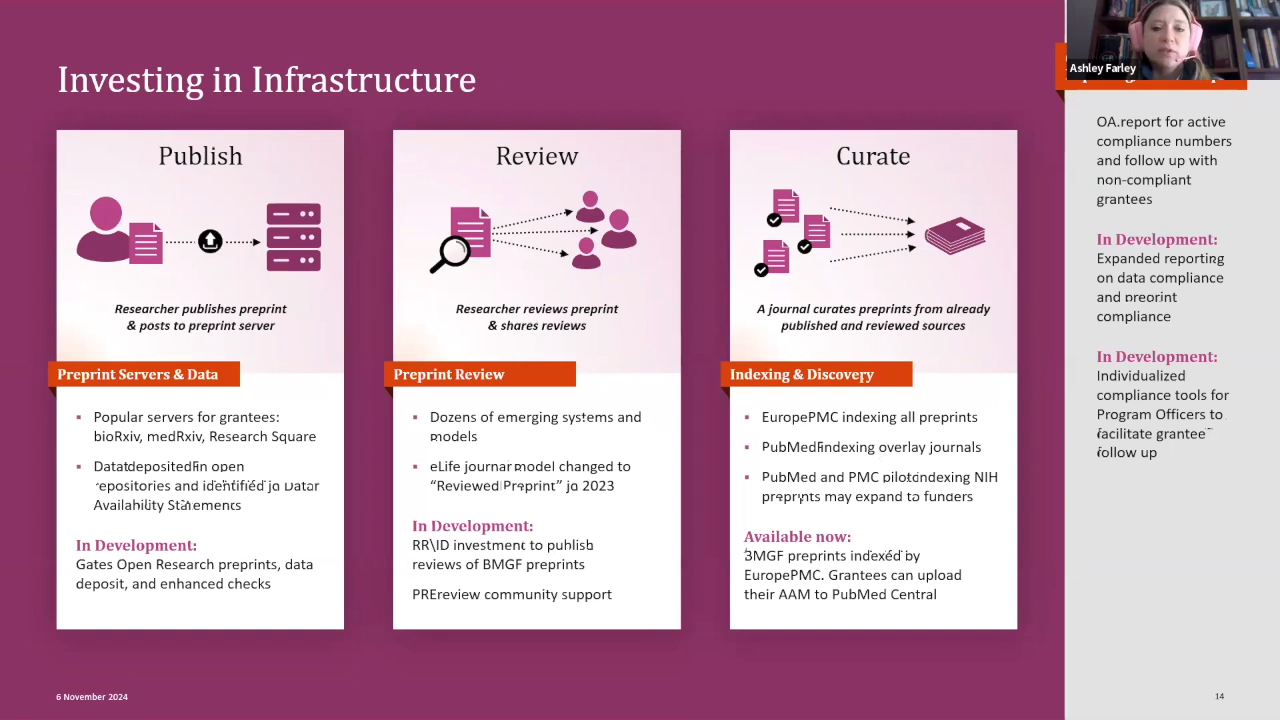 Investing in Infrastructure
Ashley Farley
Publish
Researcher publishes preprint
& posts to preprint server
Preprint Servers & Data
Popular servers for grantees:
bioRxiv, medRxiv, Research Square
Data deposited in open
repositories and identified in Data
Availability Statements
In Development:
Gates Open Research preprints, data
deposit, and enhanced checks
Review
Researcher reviews preprint
& shares reviews
Preprint Review
Dozens of emerging systems and
models
eLife journal model changed to
“Reviewed Preprint” in 2023
In Development:
RR\ID investment to publish
reviews of BMGF preprints
PREreview community support
Curate
A journal curates preprints from already
published and reviewed sources
Indexing & Discovery
EuropePMC indexing all preprints
PubMed indexing overlay journals
PubMed and PMC pilot indexing NIH
preprints may expand to funders
Available now:
BMGF preprints indexed by
EuropePMC. Grantees can upload
their AAM to PubMed Central
OA.report for active
compliance numbers
and follow up with
non-compliant
grantees
In Development:
Expanded reporting
on data compliance
and preprint
compliance
In Development:
Individualized
compliance tools for
Program Officers to
facilitate grantee
follow up
6 November 2024
14